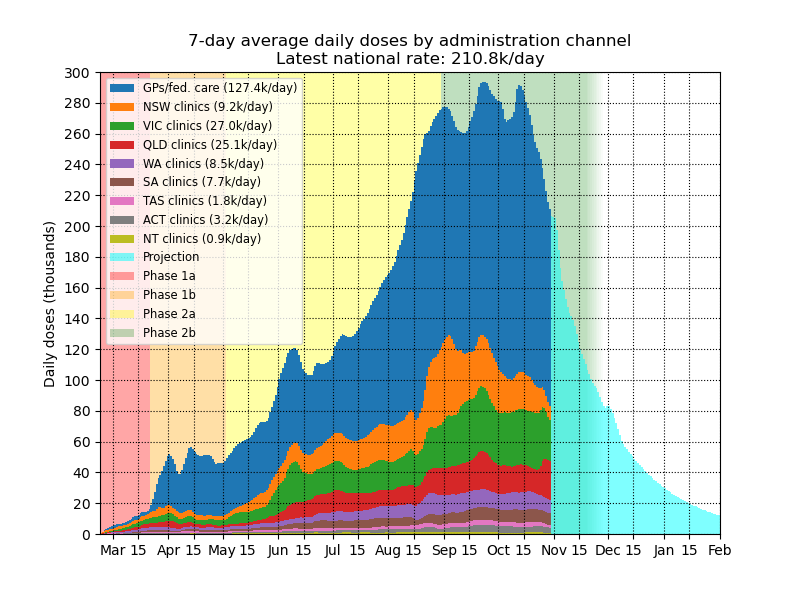 7-day average daily doses by administration channel
Latest national rate: 210.8k/day
Daily doses (thousands)
300
280
260
240
220
200
180
160
140
120
100
80
60
40
20
0
GPs/fed. care (127.4k/day)
NSW clinics (9.2k/day)
VIC clinics (27.0k/day)
QLD clinics (25.1k/day)
WA clinics (8.5k/day)
SA clinics (7.7k/day)
TAS clinics (1.8k/day)
ACT clinics (3.2k/day)
NT clinics (0.9k/day)
Projection
Phase 1a
Phase 1b
Phase 2a
Phase 2b
Mar 15 Apr 15 May 15 Jun 15 Jul 15 Aug 15 Sep 15 Oct 15 Nov 15 Dec 15 Jan 15 Feb